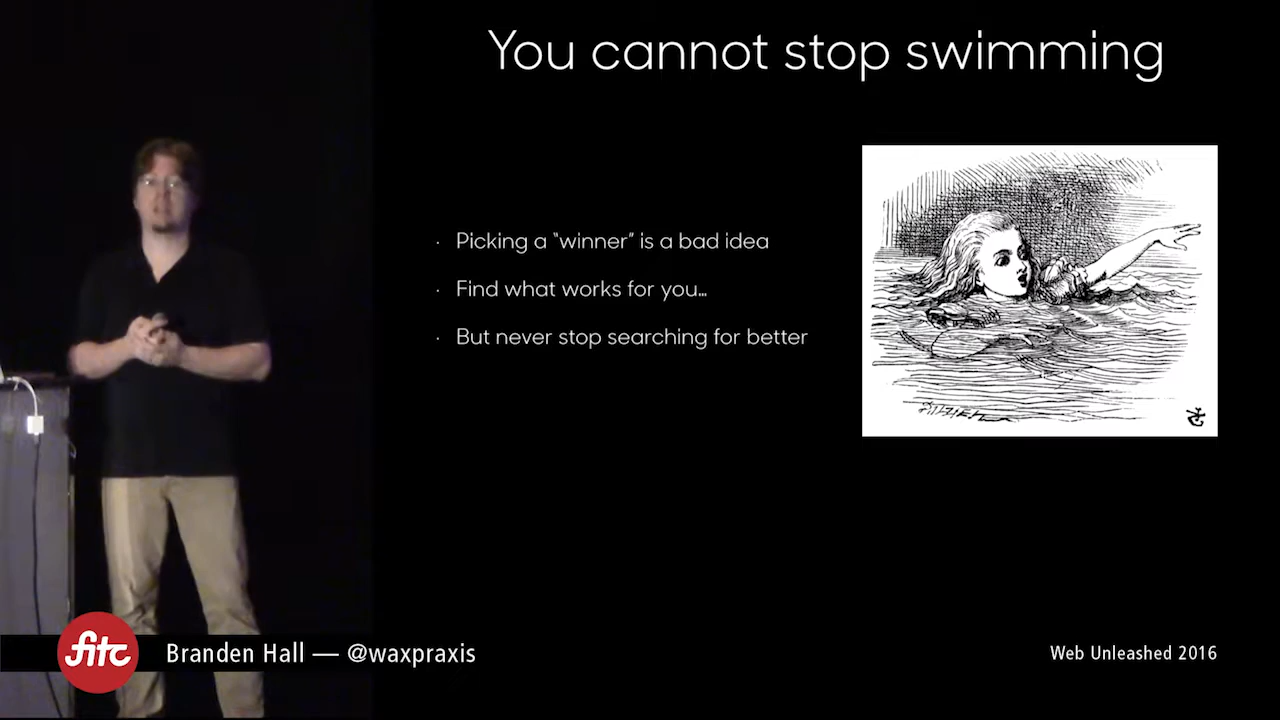 You cannot stop swimming
· Picking a "winner" is a bad idea
· Find what works for you...
· But never stop searching for better
fitc
Branden Hall — @waxpraxis
Web Unleashed 2016